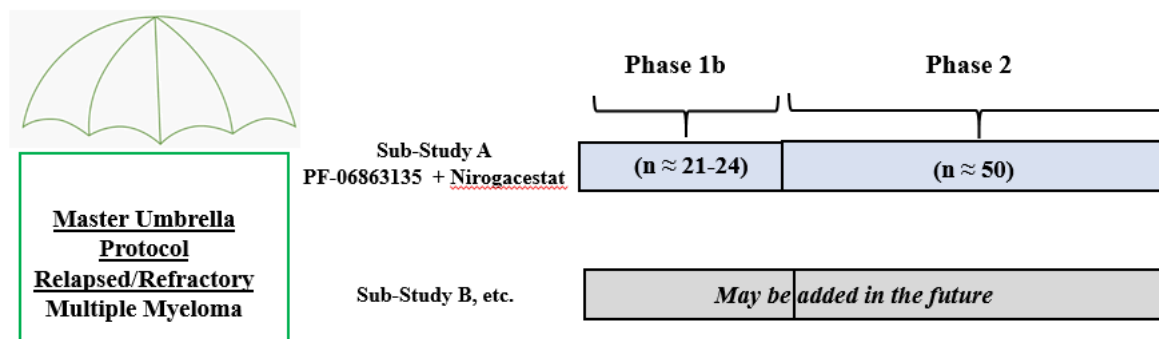 Phase 1b
Phase 2
Sub-Study A
PF-06863135 + Nirogacestat
(n ≈ 21-24)
(n ≈ 50)
Master Umbrella
Protocol
Relapsed/Refractory
Multiple Myeloma
Sub-Study B, etc.
May be added in the future